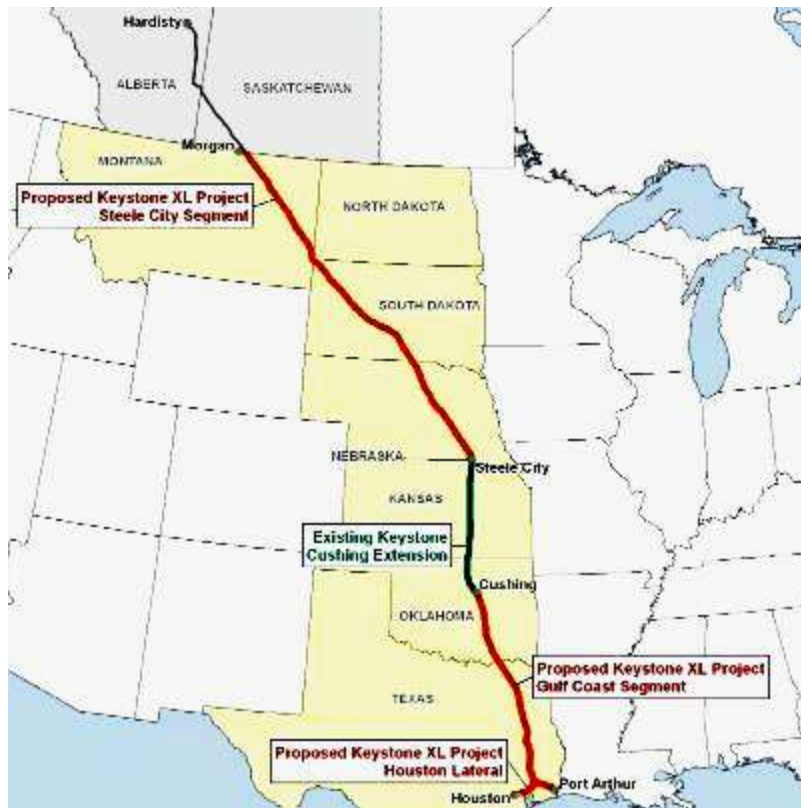 Hardisty
ALBERTA
SASKATCHEWAN
Morgan
MONTANA
Proposed Keystone XL Project
Steele City Segment
NORTH DAKOTA
SOUTH DAKOTA
NEBRASKA
Steele City
KANSAS
Existing Keystone
Cushing Extension
Cushing
OKLAHOMA
Proposed Keystone XL Project
Gulf Coast Segment
TEXAS
Proposed Keystone XL Project
Houston Lateral
Port Arthur
Houston